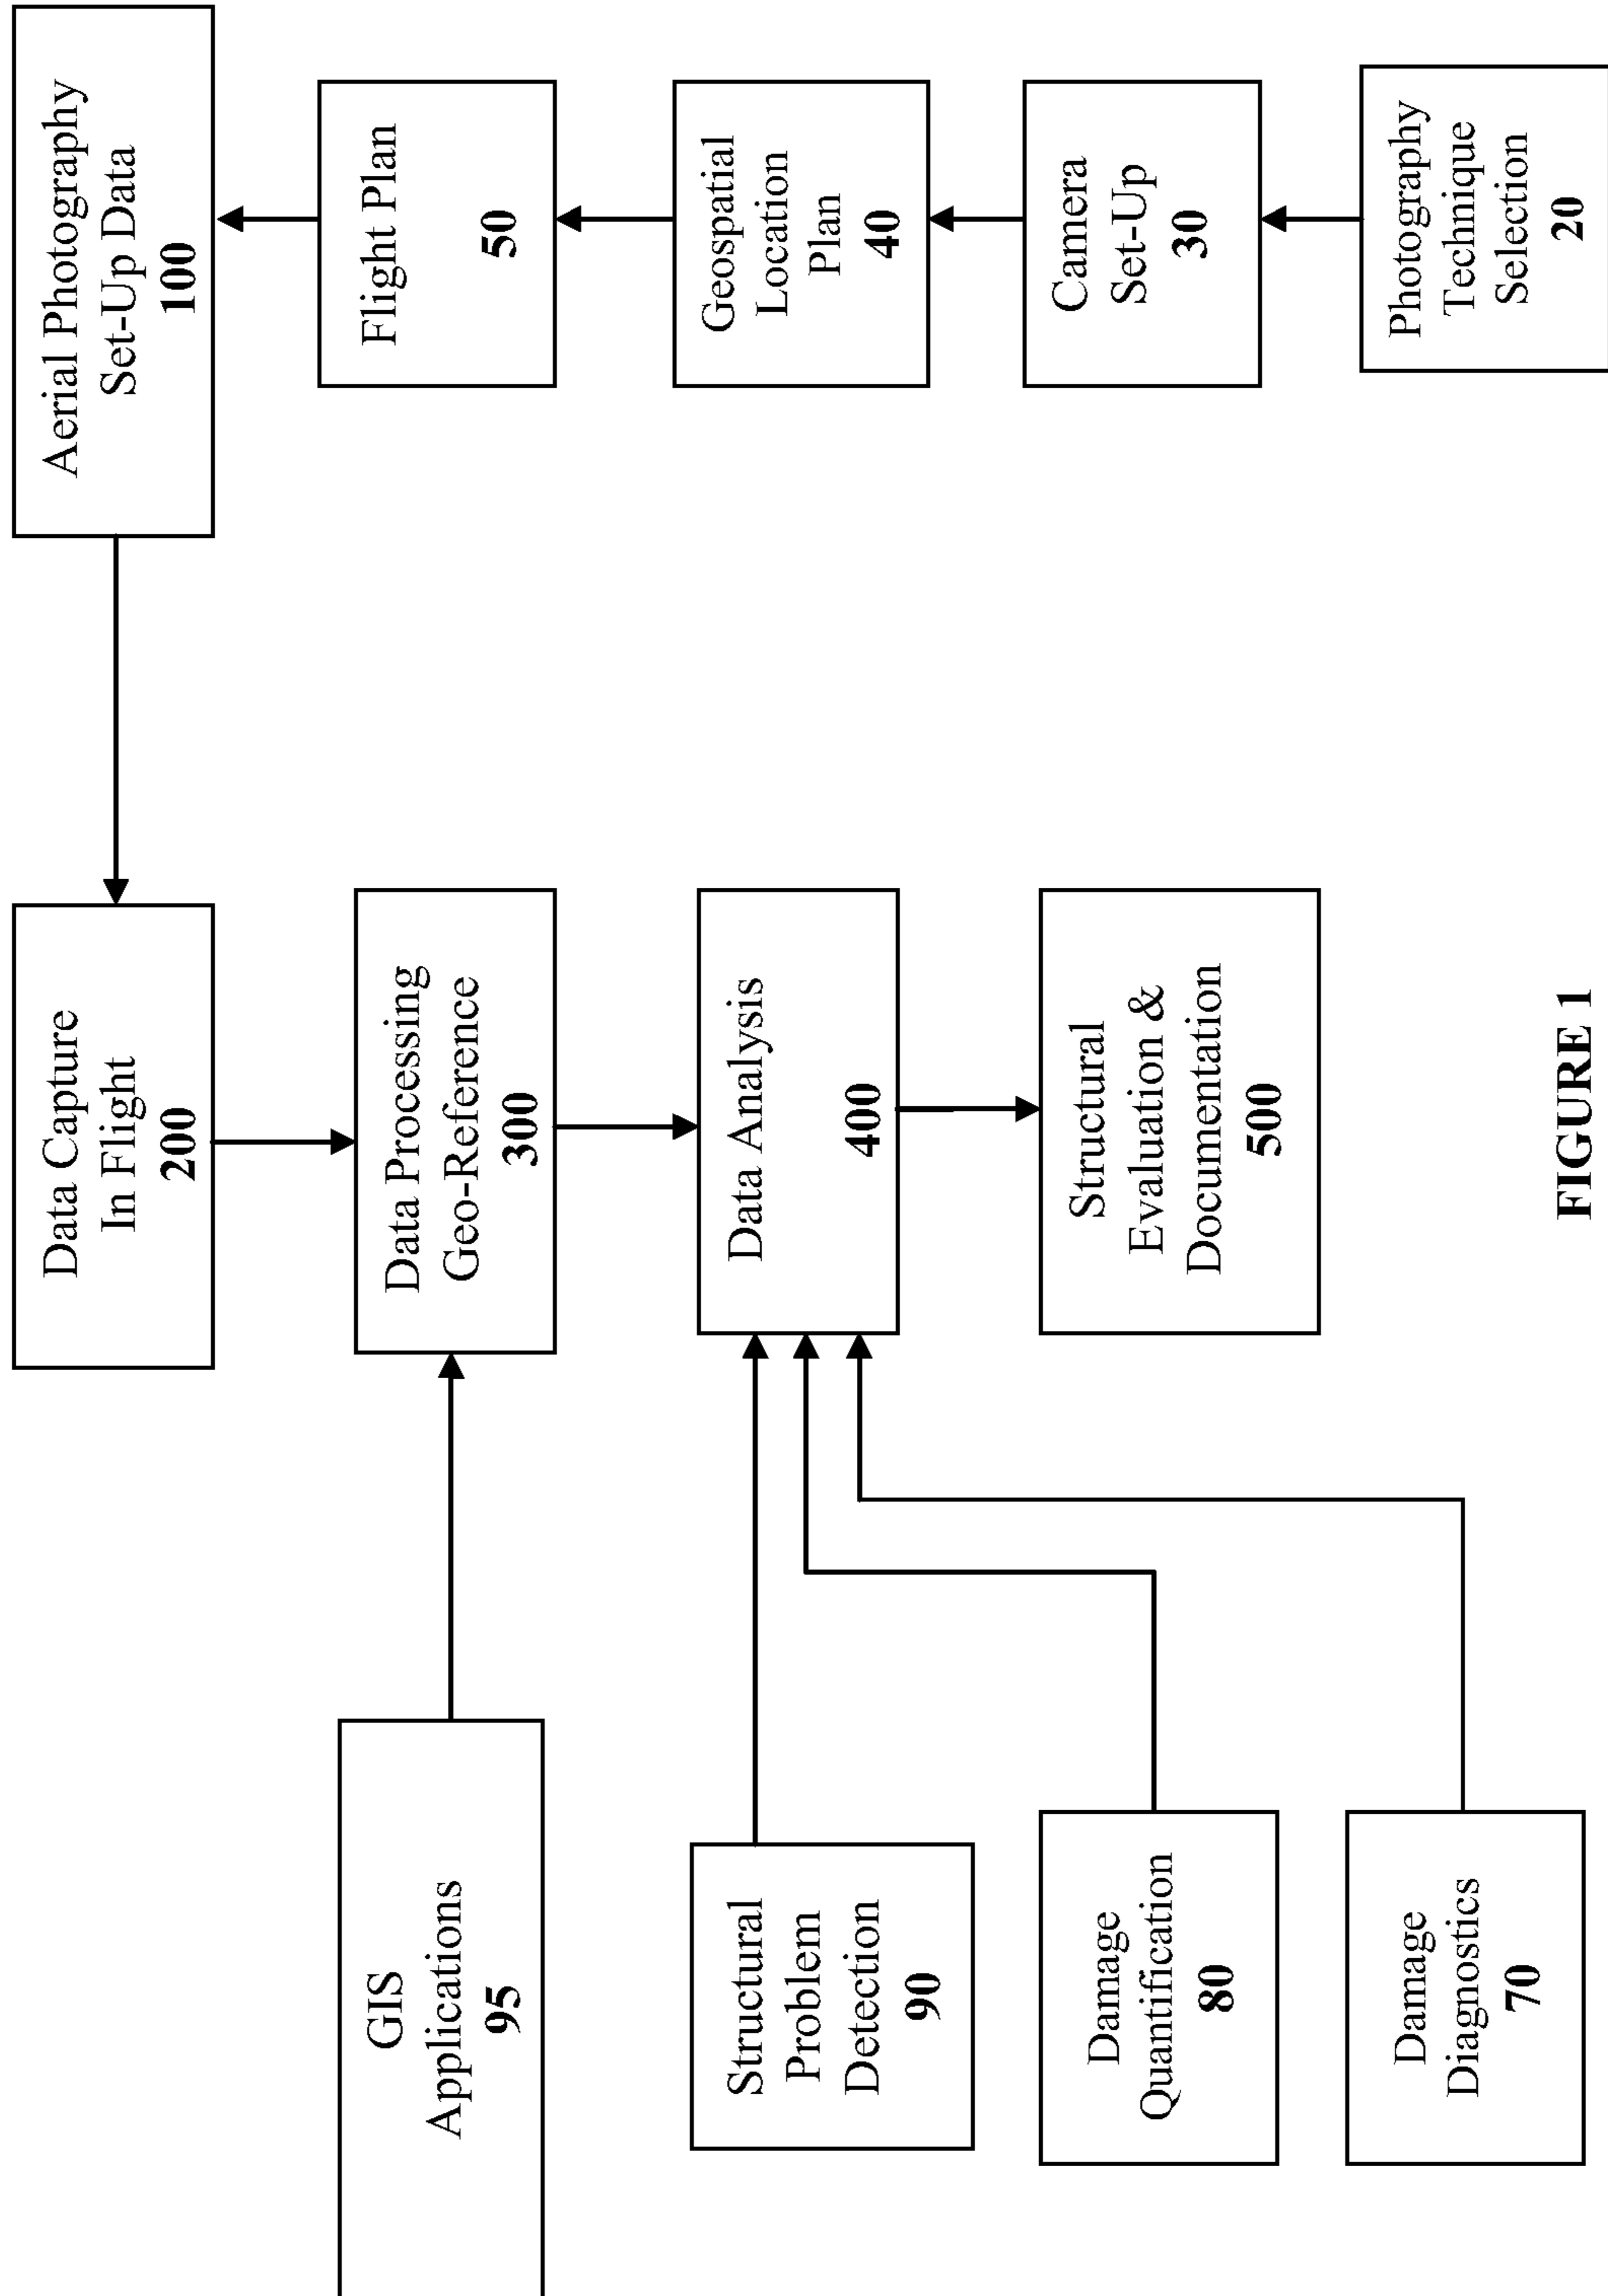 Aerial Photography
Set-Up Data
100
Flight Plan
50
Geospatial
Location
Plan
40
Camera
Set-Up
30
Photography
Technique
Selection
20
Data Capture
In Flight
200
Data Processing
Geo-Reference
300
Data Analysis
400
Structural
Evaluation &
Documentation
500
GIS
Applications
95
Structural
Problem
Detection
90
Damage
Quantification
80
Damage
Diagnostics
70
FIGURE 1